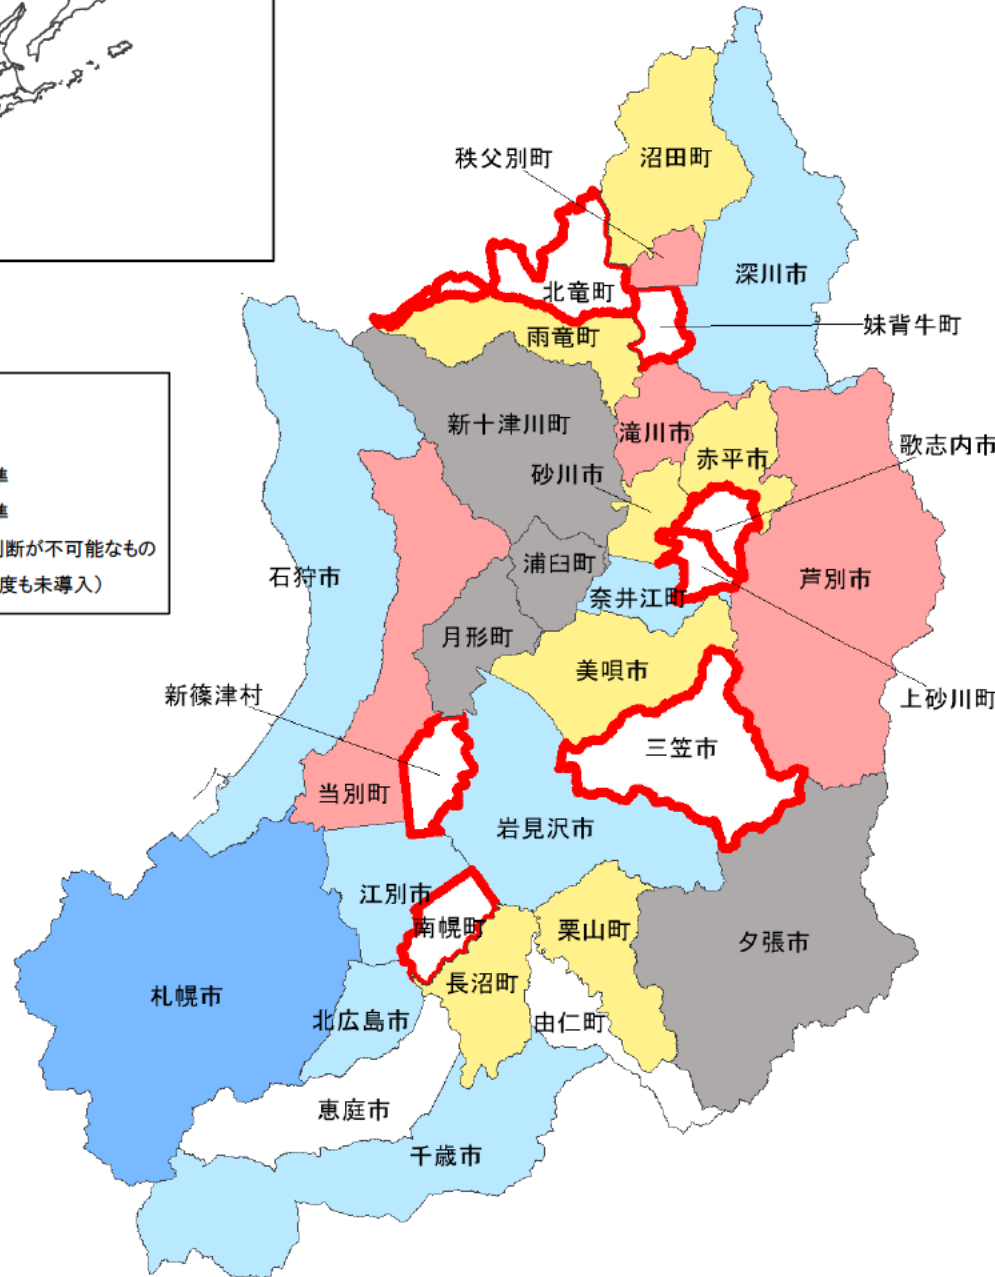 秩父別町
沼田町
深川市
北竜町
妹背牛町
雨竜町
新十津川町
滝川市
赤平市
歌志内市
砂川市
準
準
断が不可能なもの
度も未導入）
浦臼町
奈井江町
芦別市
石狩市
月形町
美唄市
新篠津村
上砂川町
三笠市
当別町
岩見沢市
江別市
南幌町
栗山町
夕張市
長沼町
札幌市
北広島市
由仁町
恵庭市
千歳市